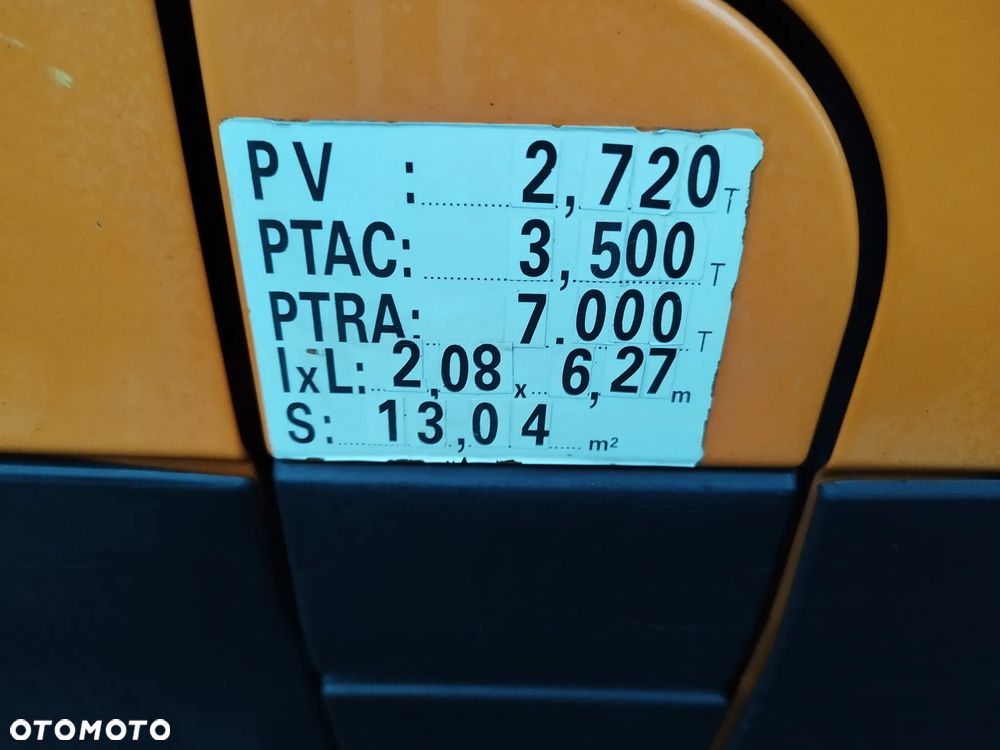 PV : 2,720 T
PTAC: 3,500 T
PTRA: 7.000 T
lxL: 2,08 x 6,27 m
S: 13,04 m²
OTOMOTO